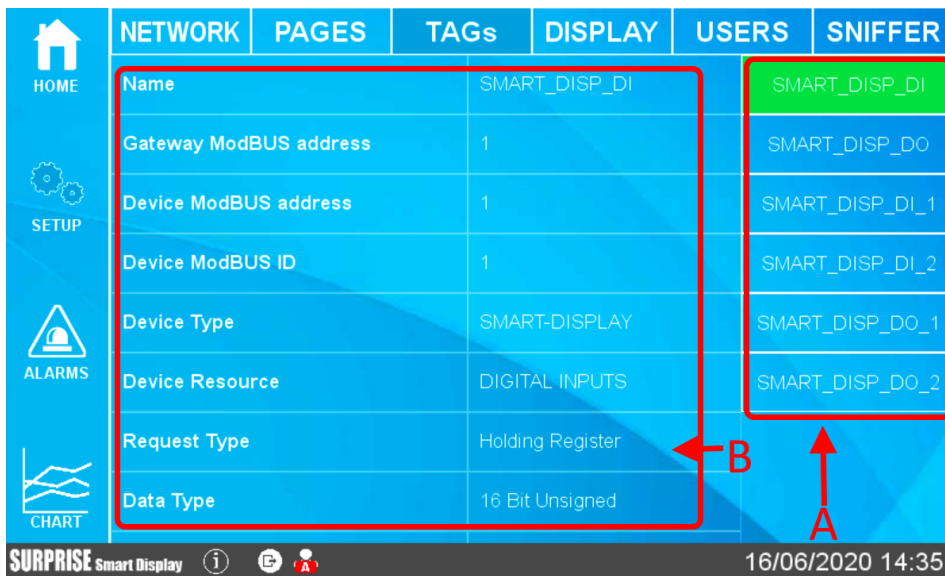 NETWORK PAGES TAGs DISPLAY USERS SNIFFER
HOME
SETUP
ALARMS
CHART
Name SMART_DISP_DI
Gateway ModBUS address 1
Device ModBUS address 1
Device ModBUS ID 1
Device Type SMART-DISPLAY
Device Resource DIGITAL INPUTS
Request Type Holding Register
Data Type 16 Bit Unsigned
B
SMART_DISP_DI
SMART_DISP_DO
SMART_DISP_DI_1
SMART_DISP_DI_2
SMART_DISP_DO_1
SMART_DISP_DO_2
A
SURPRISE Smart Display i A 16/06/2020 14:35